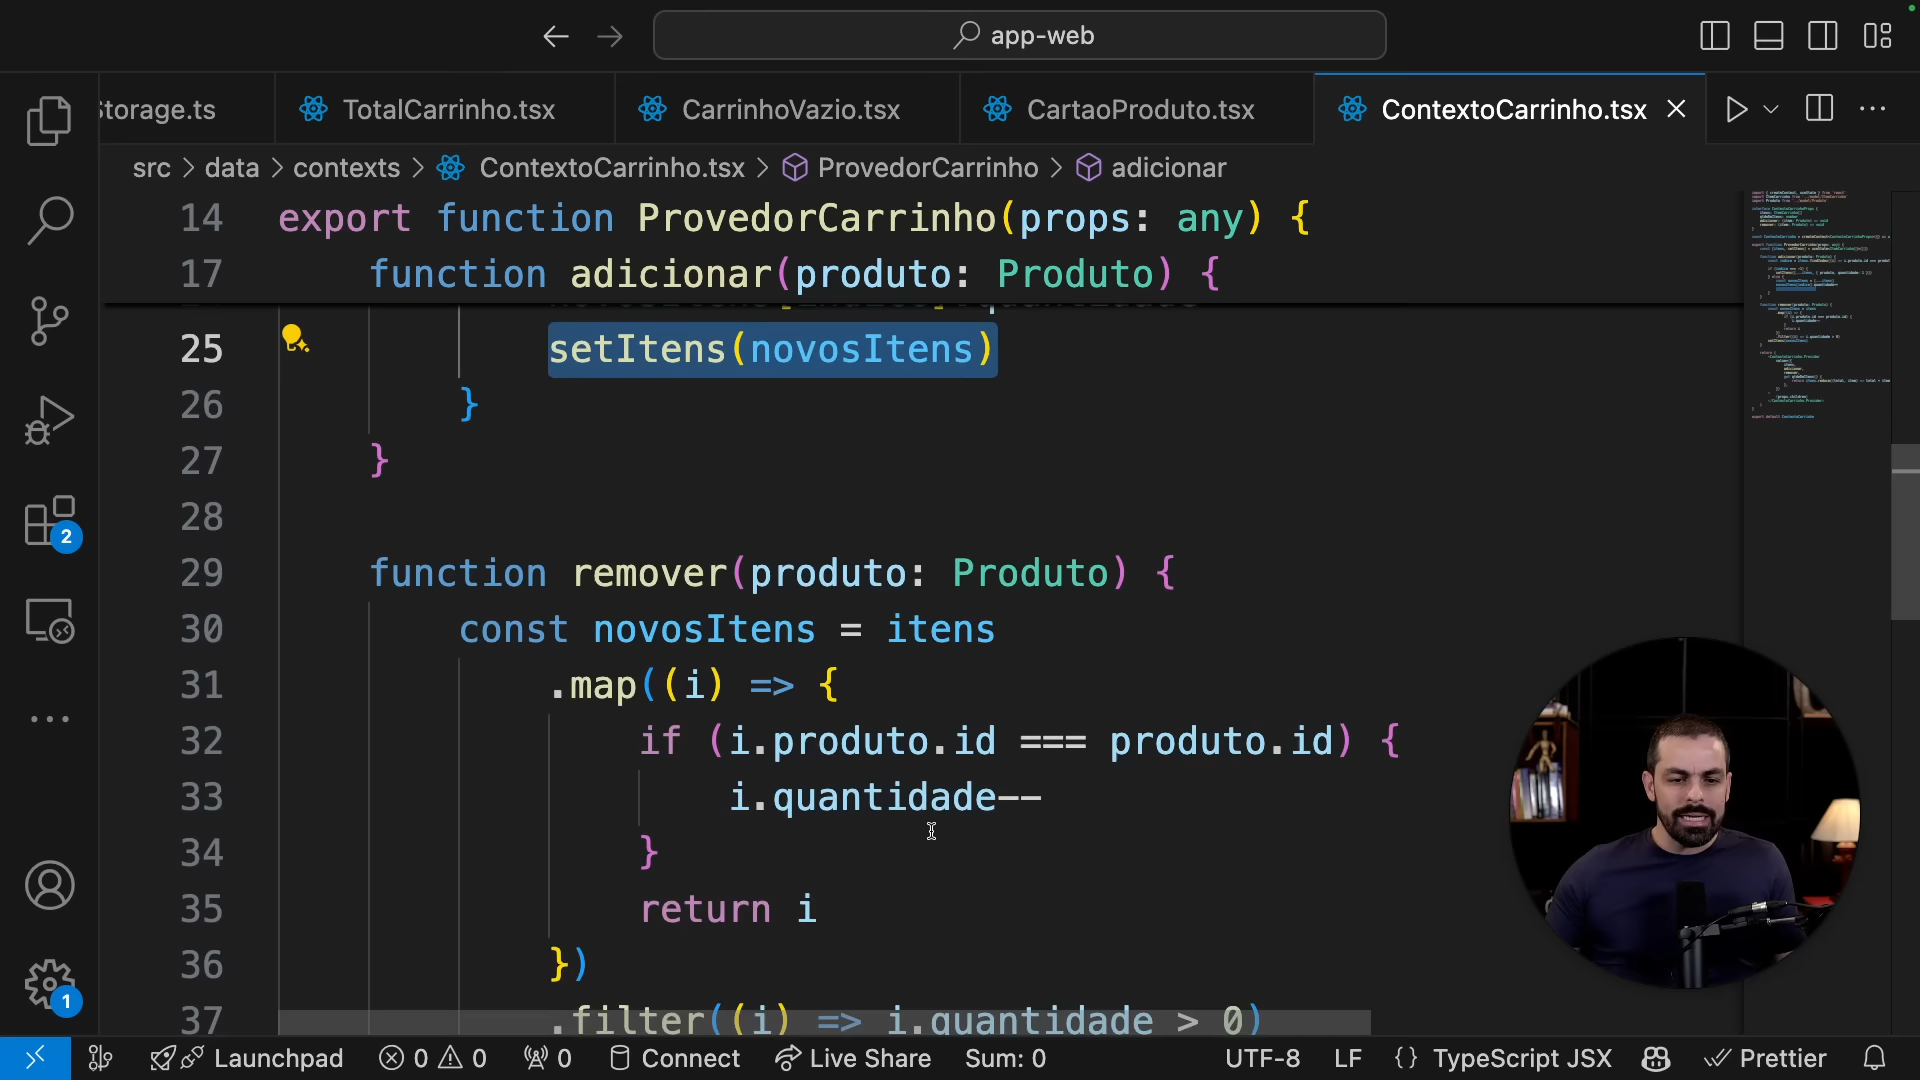 app-web
Storage.ts
TotalCarrinho.tsx
CarrinhoVazio.tsx
CartaoProduto.tsx
ContextoCarrinho.tsx
src > data > contexts > ContextoCarrinho.tsx > ProvedorCarrinho > adicionar
14 export function ProvedorCarrinho(props: any) {
17 function adicionar(produto: Produto) {
25 setItens(novosItens)
26 }
27 }
28
29 function remover(produto: Produto) {
30 const novosItens = itens
31 .map((i) => {
32 if (i.produto.id === produto.id) {
33 i.quantidade--
34 }
35 return i
36 })
37 .filter((i) => i.quantidade > 0)
2
1
Launchpad 0 0 0 Connect Live Share Sum: 0 UTF-8 LF {} TypeScript JSX Prettier